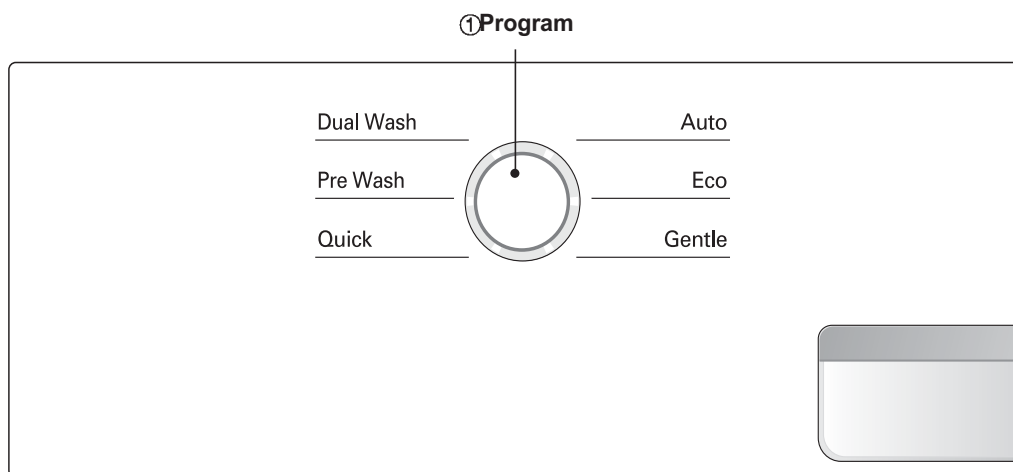 ①Program
Dual Wash
Auto
Pre Wash
Eco
Quick
Gentle